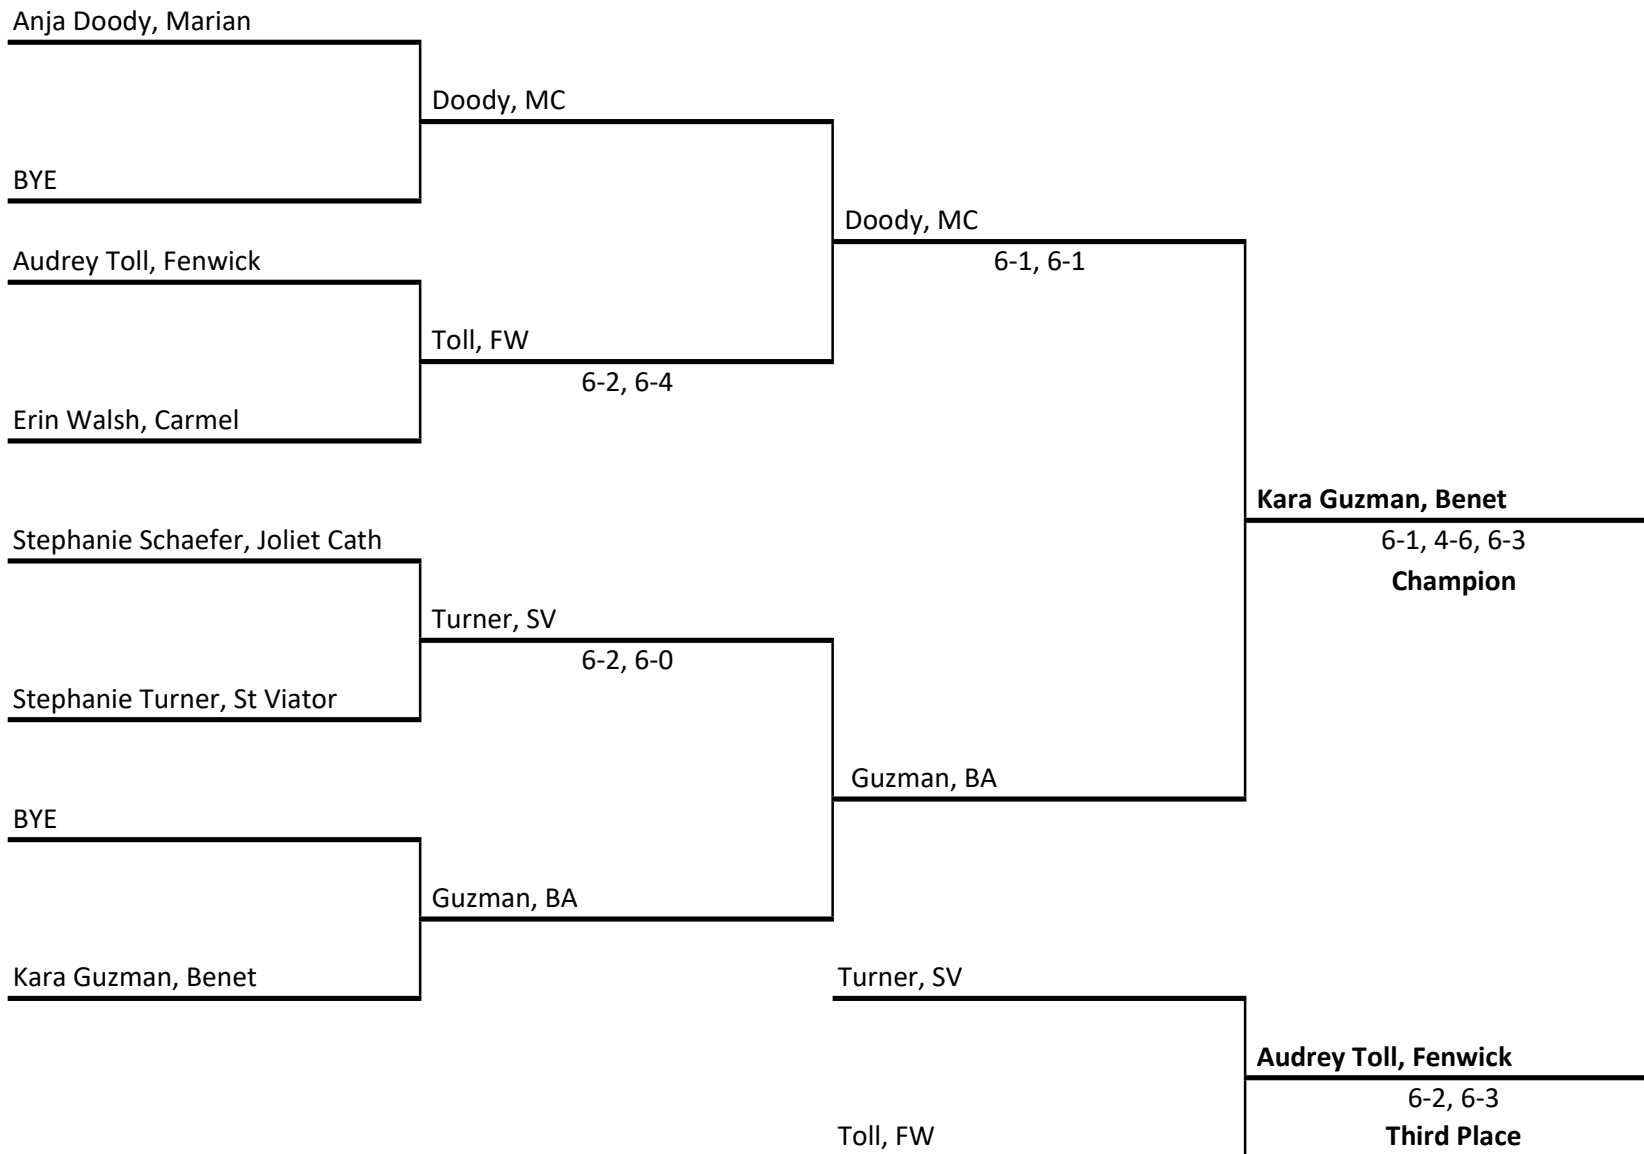 Anja Doody, Marian
Doody, MC
BYE
Doody, MC
Audrey Toll, Fenwick
6-1, 6-1
Toll, FW
6-2, 6-4
Erin Walsh, Carmel
Kara Guzman, Benet
Stephanie Schaefer, Joliet Cath
6-1, 4-6, 6-3
Champion
Turner, SV
6-2, 6-0
Stephanie Turner, St Viator
Guzman, BA
BYE
Guzman, BA
Kara Guzman, Benet
Turner, SV
Audrey Toll, Fenwick
6-2, 6-3
Toll, FW
Third Place